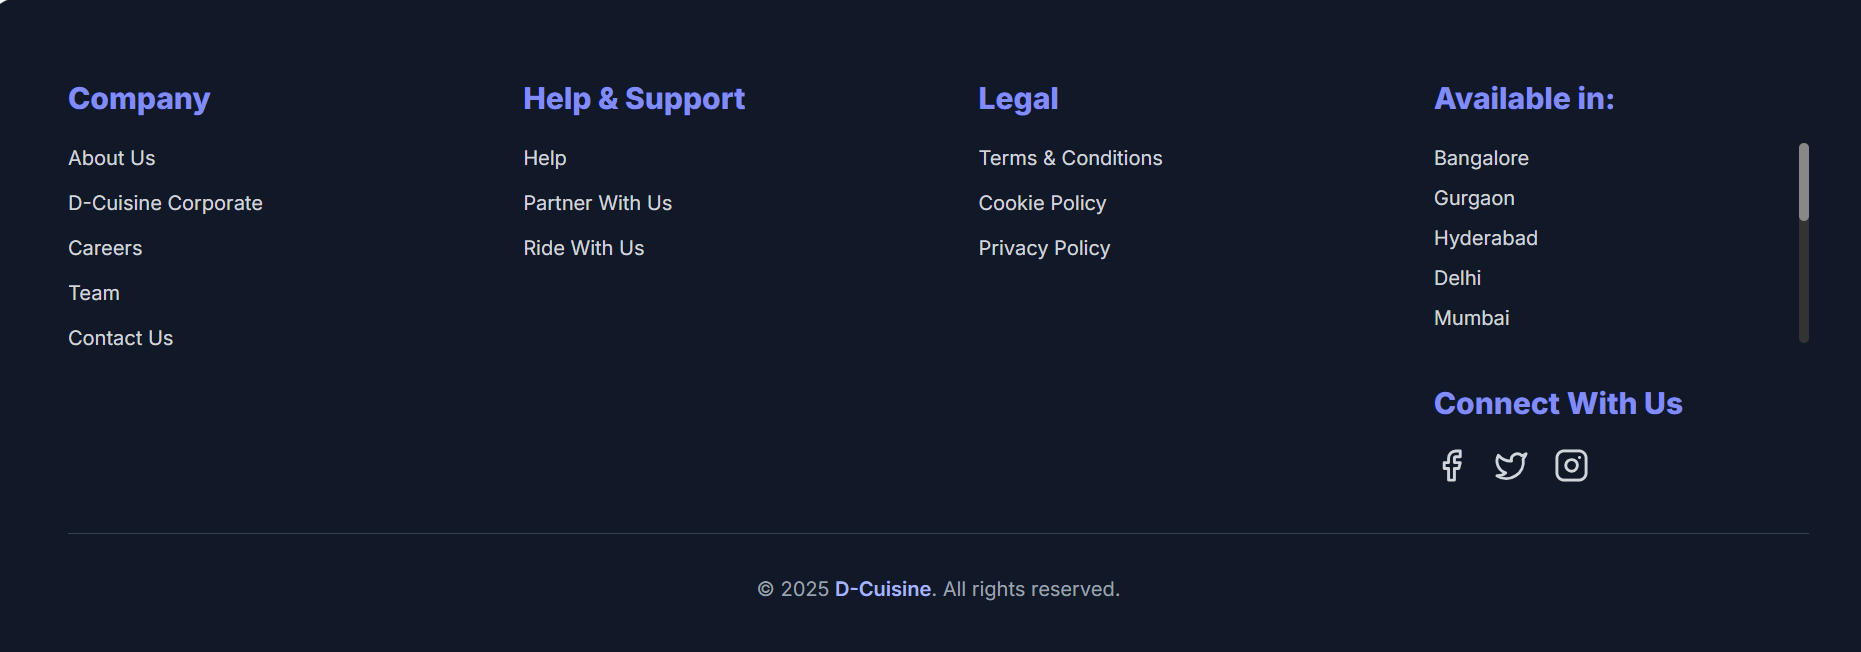 Company
About Us
D-Cuisine Corporate
Careers
Team
Contact Us
Help & Support
Help
Partner With Us
Ride With Us
Legal
Terms & Conditions
Cookie Policy
Privacy Policy
Available in:
Bangalore
Gurgaon
Hyderabad
Delhi
Mumbai
Connect With Us
© 2025 D-Cuisine. All rights reserved.